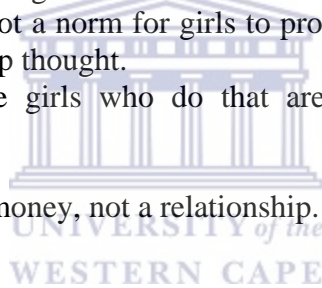 ot a norm for girls to pro
p thought.
e girls who do that are
money, not a relationship.
UNIVERSITY of the
WESTERN CAPE